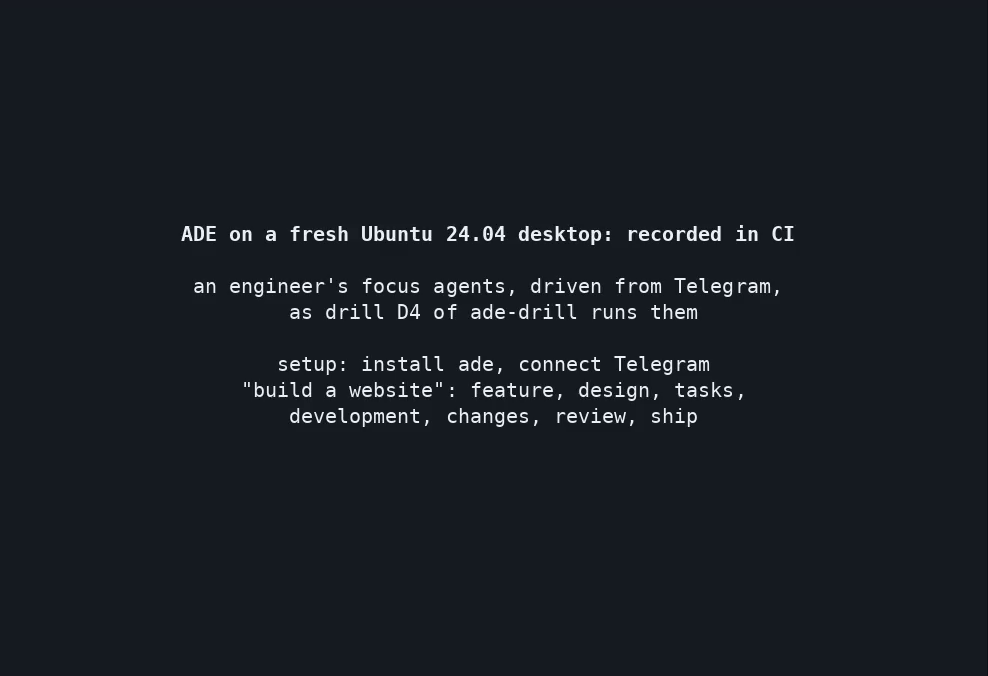 ADE on a fresh Ubuntu 24.04 desktop: recorded in CI
an engineer's focus agents, driven from Telegram,
as drill D4 of ade-drill runs them
setup: install ade, connect Telegram
"build a website": feature, design, tasks,
development, changes, review, ship